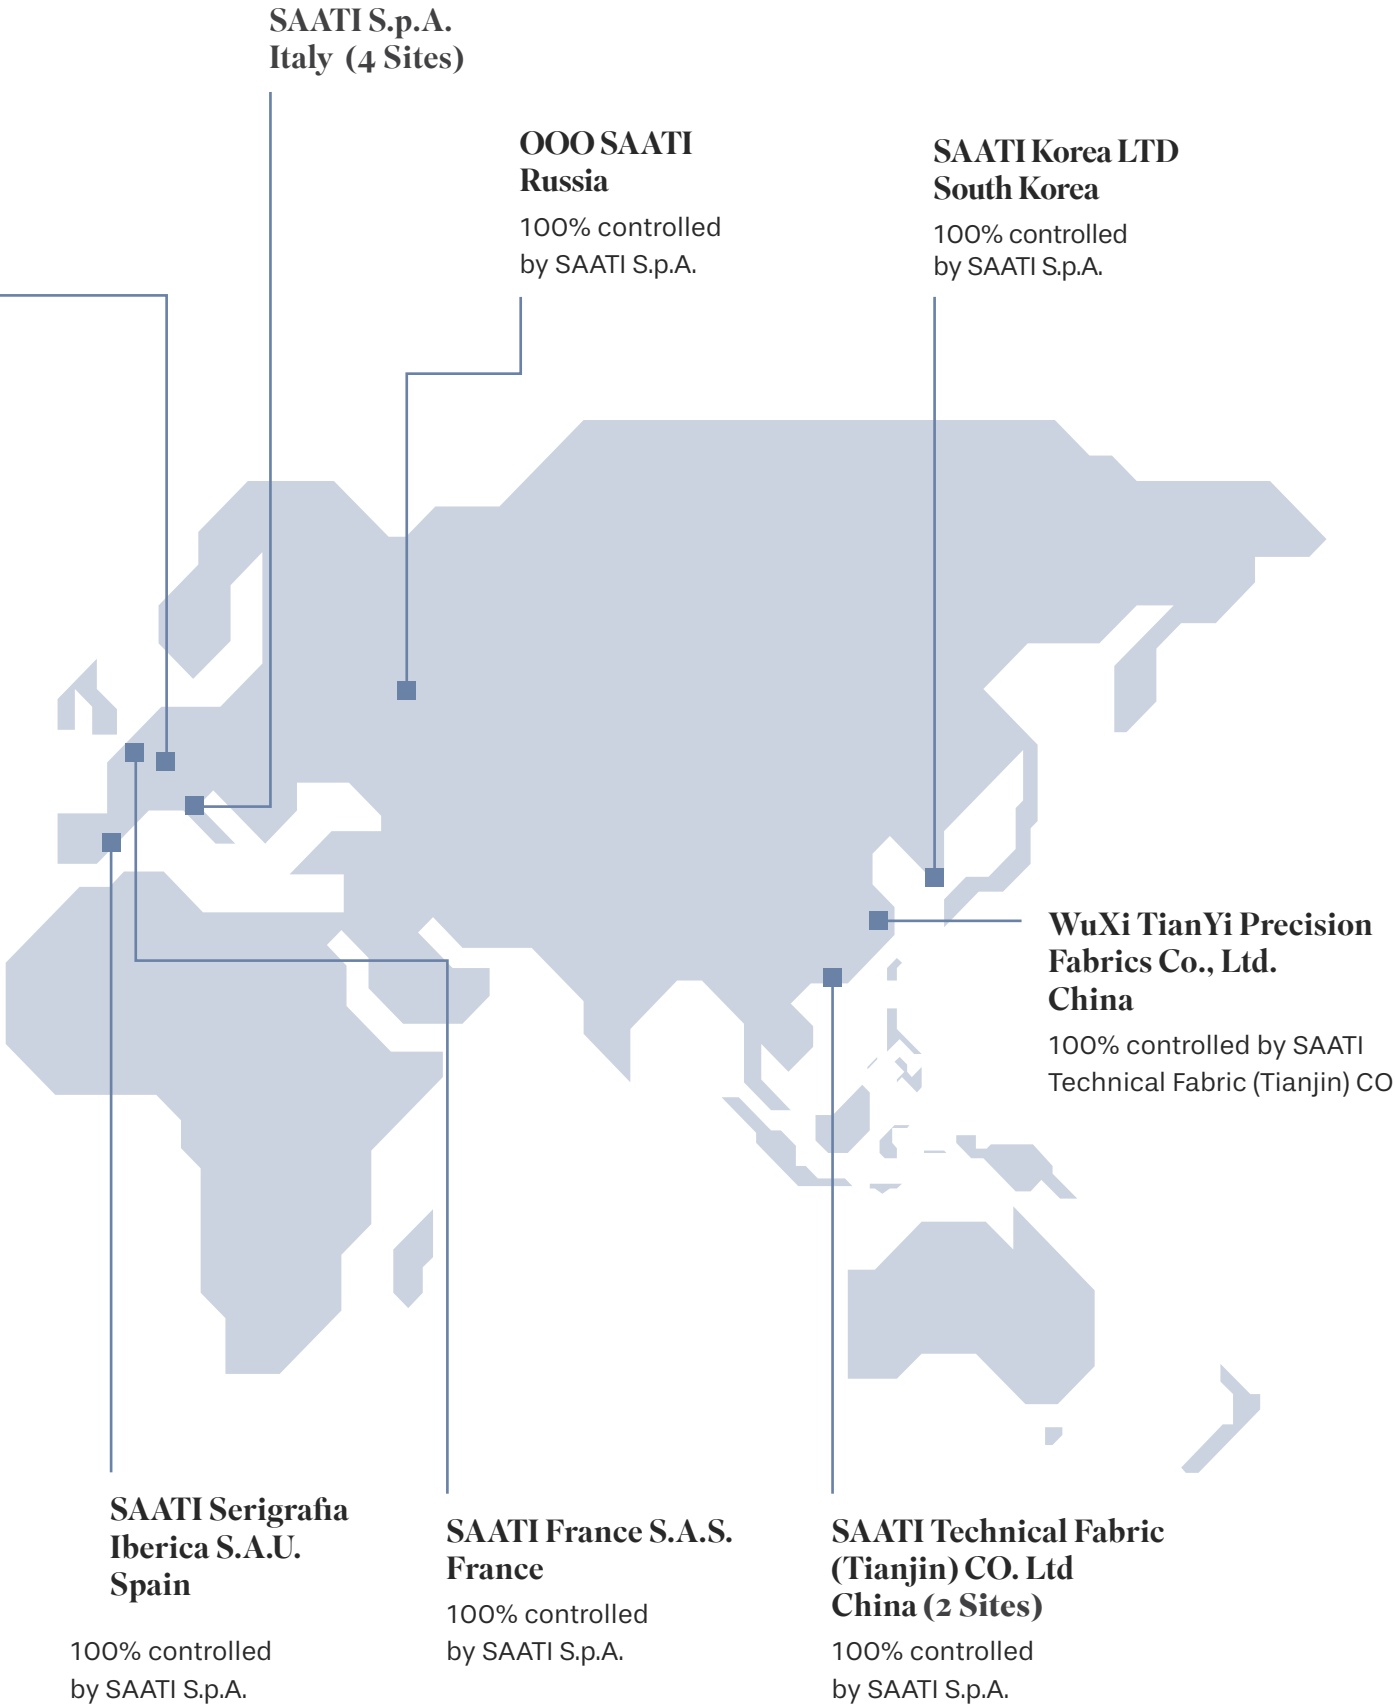 SAATI S.p.A.
Italy (4 Sites)
OOO SAATI
Russia
100% controlled
by SAATI S.p.A.
SAATI Korea LTD
South Korea
100% controlled
by SAATI S.p.A.
WuXi TianYi Precision
Fabrics Co., Ltd.
China
100% controlled by SAATI
Technical Fabric (Tianjin) CO
SAATI Serigrafia
Iberica S.A.U.
Spain
100% controlled
by SAATI S.p.A.
SAATI France S.A.S.
France
100% controlled
by SAATI S.p.A.
SAATI Technical Fabric
(Tianjin) CO. Ltd
China (2 Sites)
100% controlled
by SAATI S.p.A.